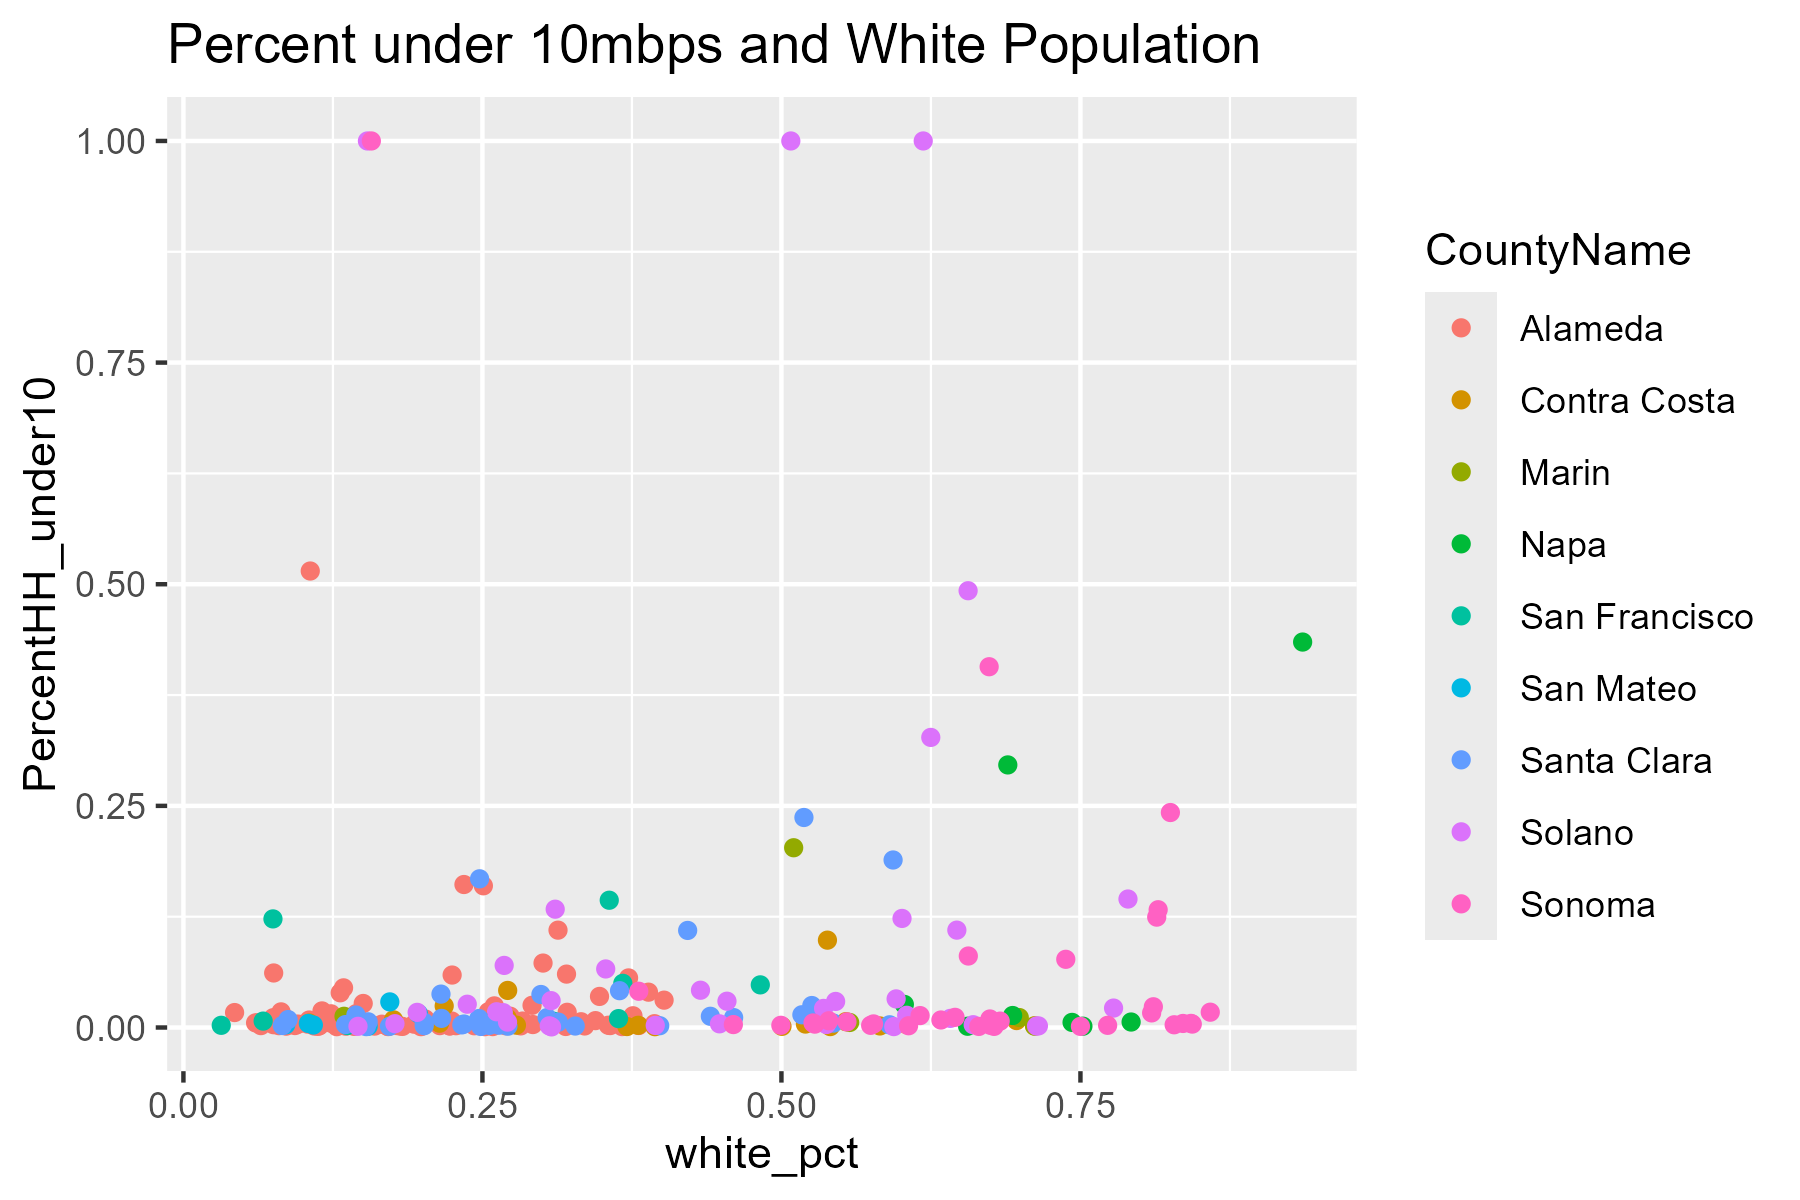 Percent under 10mbps and White Population
PercentHH_under10
1.00
0.75
0.50
0.25
0.00
0.00 0.25 0.50 0.75
white_pct
CountyName
Alameda
Contra Costa
Marin
Napa
San Francisco
San Mateo
Santa Clara
Solano
Sonoma